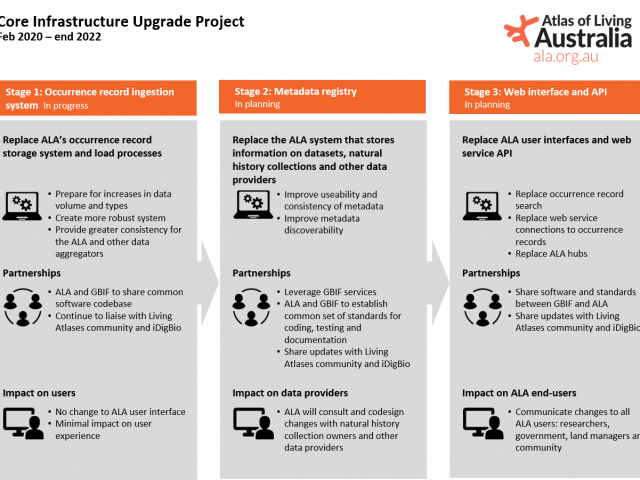 Core Infrastructure Upgrade Project
Feb 2020 – end 2022
Atlas of Living
Australia
ala.org.au
Stage 1: Occurrence record ingestion
system In progress
Replace ALA's occurrence record
storage system and load processes
• Prepare for increases in data
volume and types
• Create more robust system
• Provide greater consistency for
the ALA and other data
aggregators
Partnerships
• ALA and GBIF to share common
software codebase
• Continue to liaise with Living
Atlases community and iDigBio
Impact on users
• No change to ALA user interface
• Minimal impact on user
experience
Stage 2: Metadata registry
In planning
Replace the ALA system that stores
information on datasets, natural
history collections and other data
providers
• Improve useability and
consistency of metadata
• Improve metadata
discoverability
Partnerships
• Leverage GBIF services
• ALA and GBIF to establish
common set of standards for
coding, testing and
documentation
• Share updates with Living
Atlases community and iDigBio
Impact on data providers
• ALA will consult and codesign
changes with natural history
collection owners and other
data providers
Stage 3: Web interface and API
In planning
Replace ALA user interfaces and web
service API
• Replace occurrence record
search
• Replace web service
connections to occurrence
records
• Replace ALA hubs
Partnerships
• Share software and standards
between GBIF and ALA
• Share updates with Living
Atlases community and iDigBio
Impact on ALA end-users
• Communicate changes to all
ALA users: researchers,
government, land managers an
community